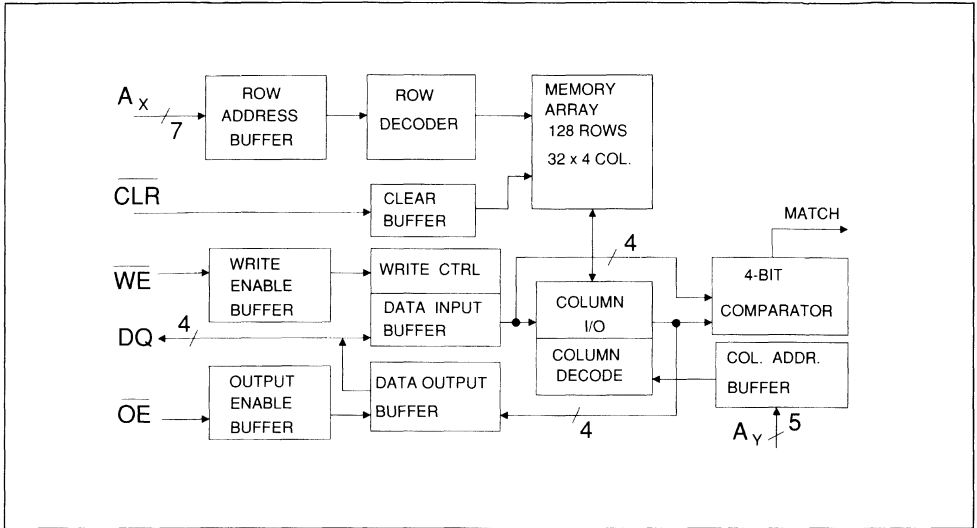 A X
7
ROW
ADDRESS
BUFFER
ROW
DECODER
MEMORY
ARRAY
128 ROWS
32 x 4 COL.
CLR
CLEAR
BUFFER
MATCH
WE
WRITE
ENABLE
BUFFER
WRITE CTRL
DATA INPUT
BUFFER
4
COLUMN
I/O
COLUMN
DECODE
4-BIT
COMPARATOR
DQ
4
OE
OUTPUT
ENABLE
BUFFER
DATA OUTPUT
BUFFER
4
COL. ADDR.
BUFFER
A Y
5